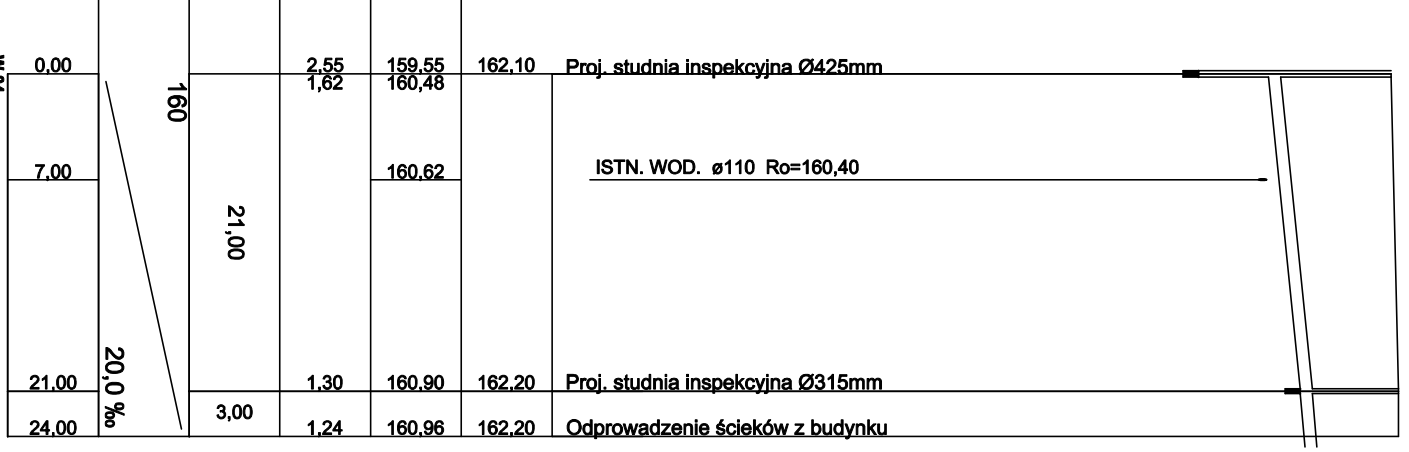 0,00 2,55 159,55 162,10 Proj. studnia inspekcyjna Ø425mm
1,62 160,48
160
7,00 160,62 ISTN. WOD. ø110 Ro=160,40
21,00
20,0 ‰
21,00 1,30 160,90 162,20 Proj. studnia inspekcyjna Ø315mm
3,00
24,00 1,24 160,96 162,20 Odprowadzenie ścieków z budynku